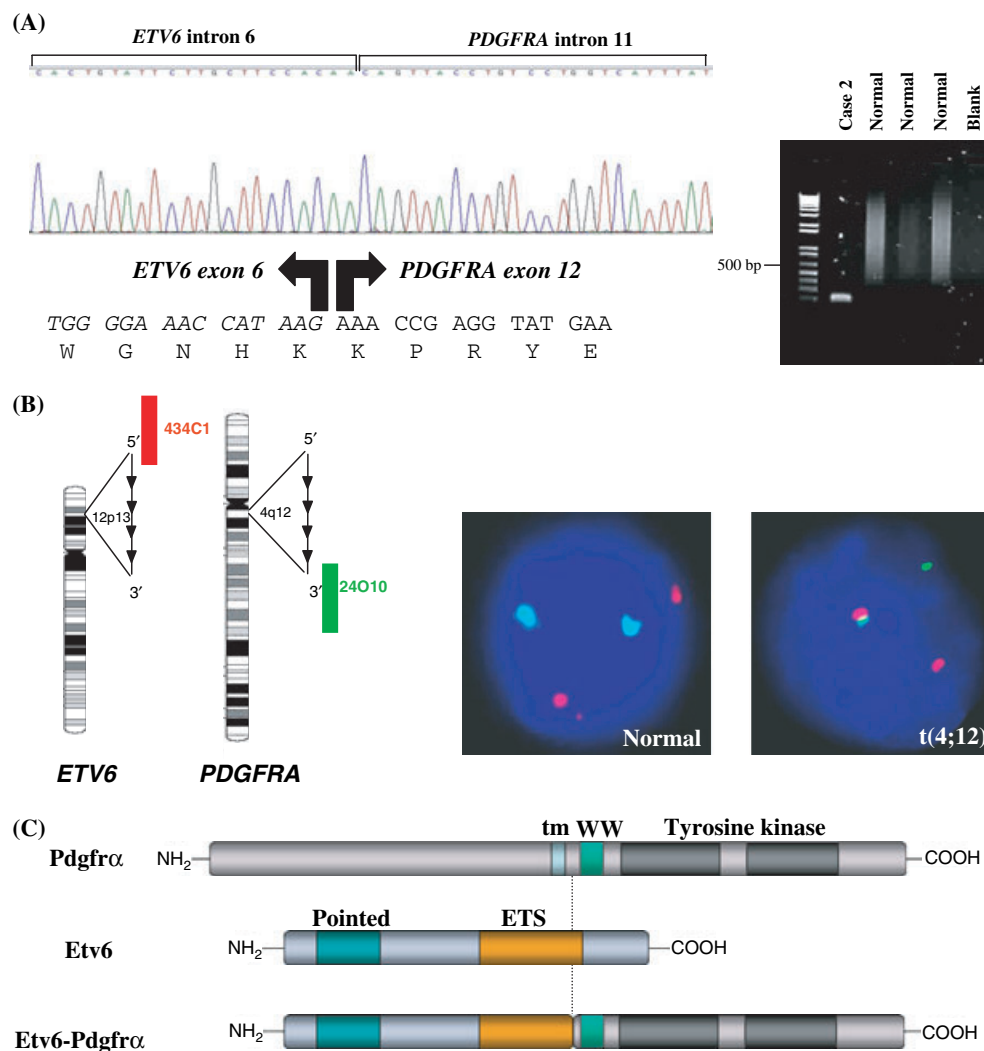 (A)
ETV6 intron 6
PDGFRA intron 11
C A C T G T A T T C T T G C T T C C A C A A C A G T T A C C T G T C C T G G T C A T T T A T
Case 2
Normal
Normal
Normal
Blank
500 bp
ETV6 exon 6
PDGFRA exon 12
TGG GGA AAC CAT AAG AAA CCG AGG TAT GAA
W G N H K K P R Y E
(B)
434C1
5′
12p13
3′
ETV6
5′
4q12
3′
24O10
PDGFRA
Normal
t(4;12)
(C)
tm WW Tyrosine kinase
Pdgfrα
NH2
COOH
Pointed ETS
Etv6
NH2
COOH
Etv6-Pdgfrα
NH2
COOH